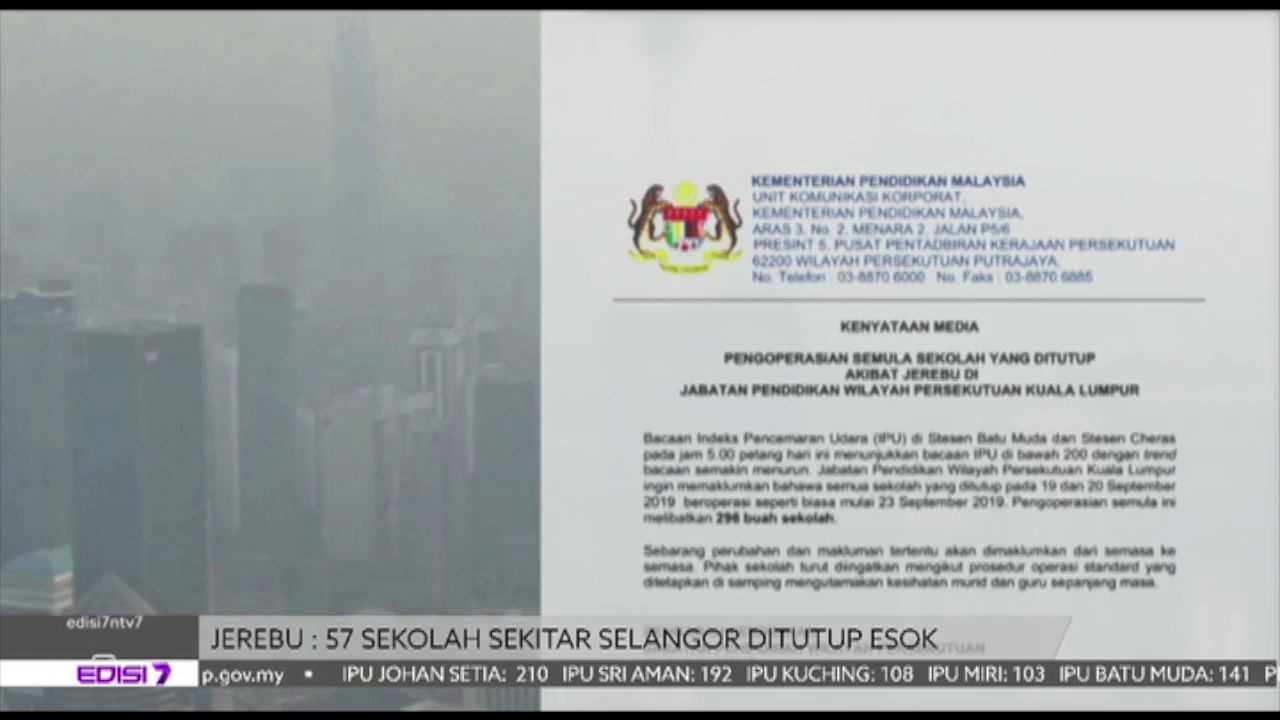 KEMENTERIAN PENDIDIKAN MALAYSIA
UNIT KOMUNIKASI KORPORAT,
KEMENTERIAN PENDIDIKAN MALAYSIA,
ARAS 3, No. 2, MENARA 2, JALAN P5/6
PRESINT 5, PUSAT PENTADBIRAN KERAJAAN PERSEKUTUAN
62200 WILAYAH PERSEKUTUAN PUTRAJAYA.
No. Telefon : 03-8870 6000 No. Faks : 03-8870 6885
KENYATAAN MEDIA
PENGOPERASIAN SEMULA SEKOLAH YANG DITUTUP
AKIBAT JEREBU DI
JABATAN PENDIDIKAN WILAYAH PERSEKUTUAN KUALA LUMPUR
Bacaan Indeks Pencemaran Udara (IPU) di Stesen Batu Muda dan Stesen Cheras
pada jam 5.00 petang hari ini menunjukkan bacaan IPU di bawah 200 dengan trend
bacaan semakin menurun. Jabatan Pendidikan Wilayah Persekutuan Kuala Lumpur
ingin memaklumkan bahawa semua sekolah yang ditutup pada 19 dan 20 September
2019 beroperasi seperti biasa mulai 23 September 2019. Pengoperasian semula ini
melibatkan 296 buah sekolah.
Sebarang perubahan dan makluman tertentu akan dimaklumkan dari semasa ke
semasa. Pihak sekolah turut diingatkan mengikut prosedur operasi standard yang
ditetapkan di samping mengutamakan kesihatan murid dan guru sepanjang masa.
edisi7ntv7
JEREBU : 57 SEKOLAH SEKITAR SELANGOR DITUTUP ESOK
EDISI 7
p.gov.my ▪ IPU JOHAN SETIA: 210 IPU SRI AMAN: 192 IPU KUCHING: 108 IPU MIRI: 103 IPU BATU MUDA: 141